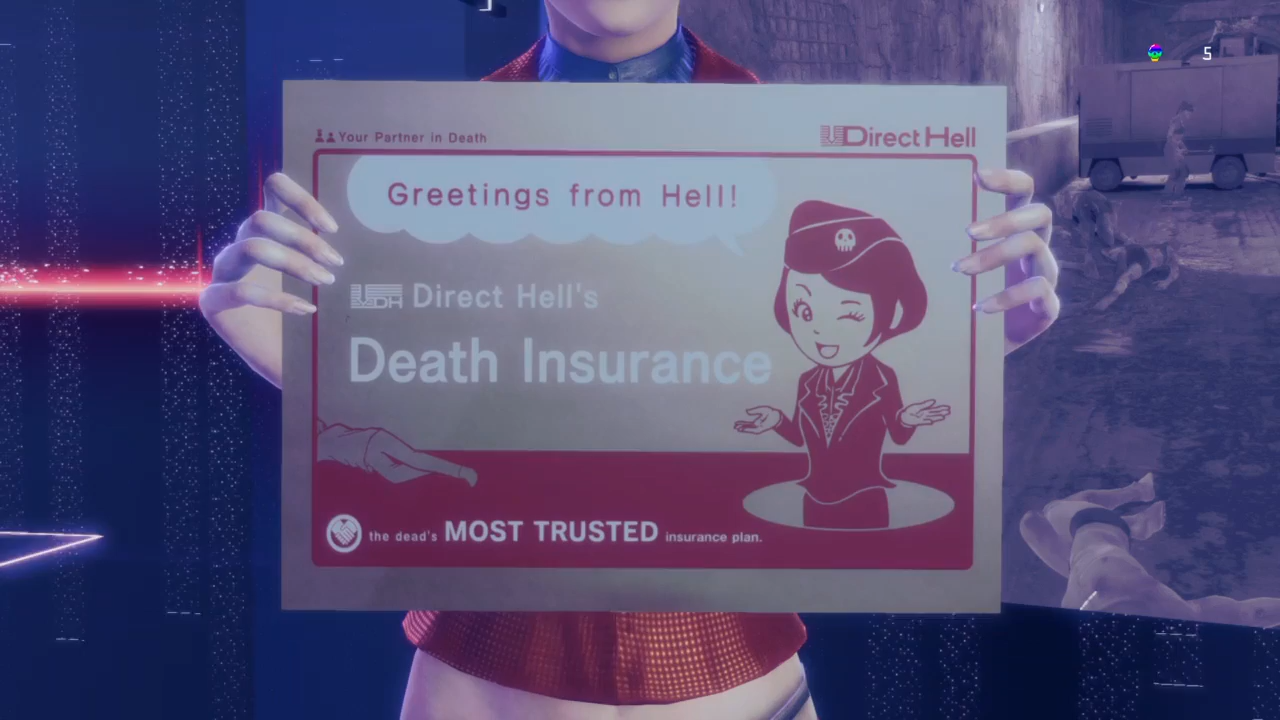 5
Your Partner in Death
Direct Hell
Greetings from Hell!
UDH Direct Hell's
Death Insurance
the dead's MOST TRUSTED insurance plan.